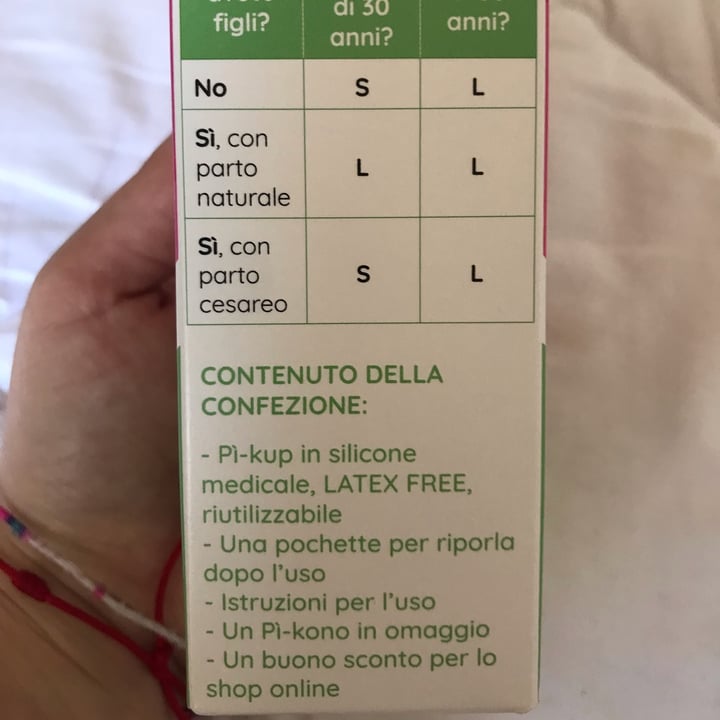 figli?
di 30
anni?
anni?
No S L
Sì, con
parto
naturale
L L
Sì, con
parto
cesareo
S L
CONTENUTO DELLA
CONFEZIONE:
- Pì-kup in silicone
medicale, LATEX FREE,
riutilizzabile
- Una pochette per riporla
dopo l'uso
- Istruzioni per l'uso
- Un Pì-kono in omaggio
- Un buono sconto per lo
shop online